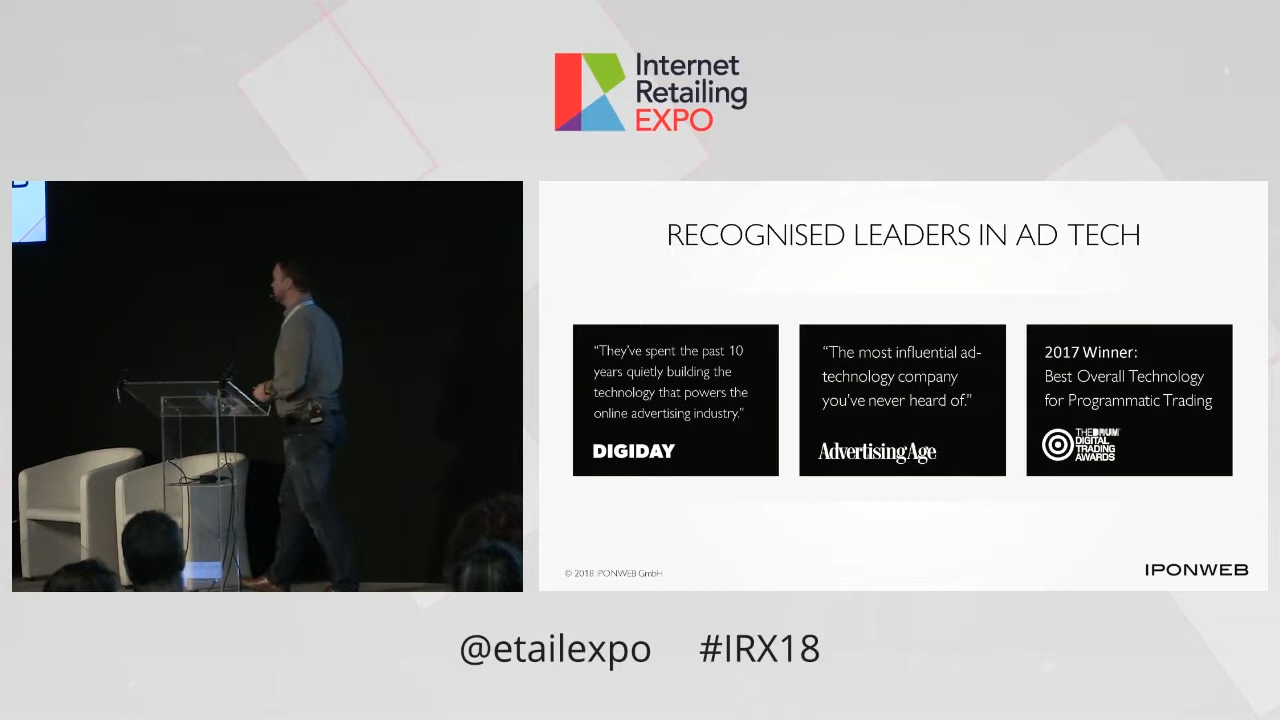 Internet
Retailing
EXPO
RECOGNISED LEADERS IN AD TECH
“They’ve spent the past 10
years quietly building the
technology that powers the
online advertising industry.”
DIGIDAY
“The most influential ad-
technology company
you’ve never heard of.”
Advertising Age
2017 Winner:
Best Overall Technology
for Programmatic Trading
THE DRUM
DIGITAL
TRADING
AWARDS
© 2018 IPONWEB GmbH
IPONWEB
@etailexpo #IRX18